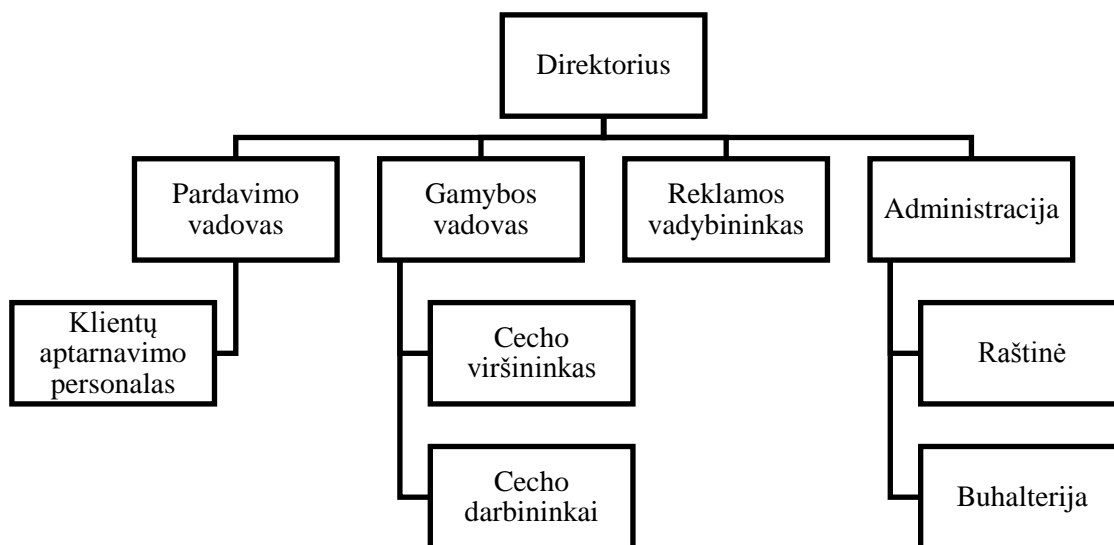 Direktorius
Pardavimo
vadovas
Gamybos
vadovas
Reklamos
vadybininkas
Administracija
Klientų
aptarnavimo
personalas
Cecho
viršininkas
Raštinė
Cecho
darbininkai
Buhalterija